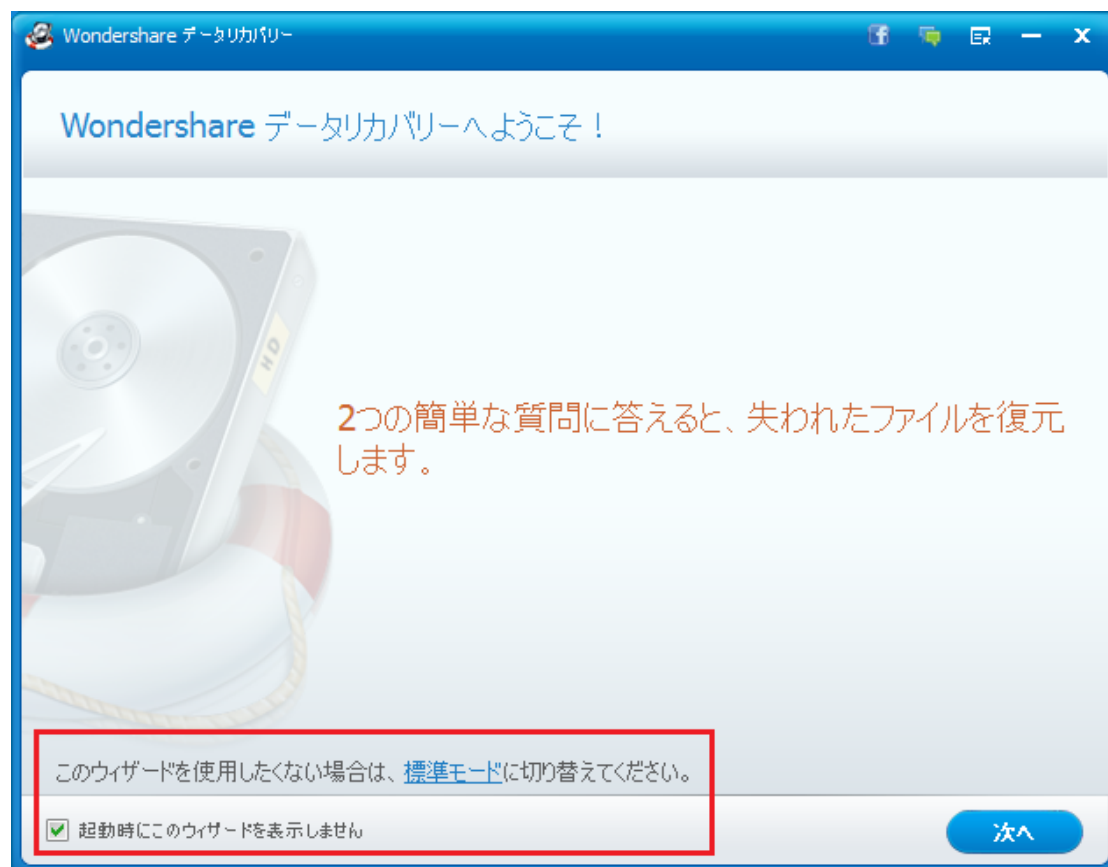 Wondershare データリカバリー
Wondershare データリカバリーへようこそ！
HD
2つの簡単な質問に答えると、失われたファイルを復元
します。
このウィザードを使用したくない場合は、標準モードに切り替えてください。
起動時にこのウィザードを表示しません
次へ